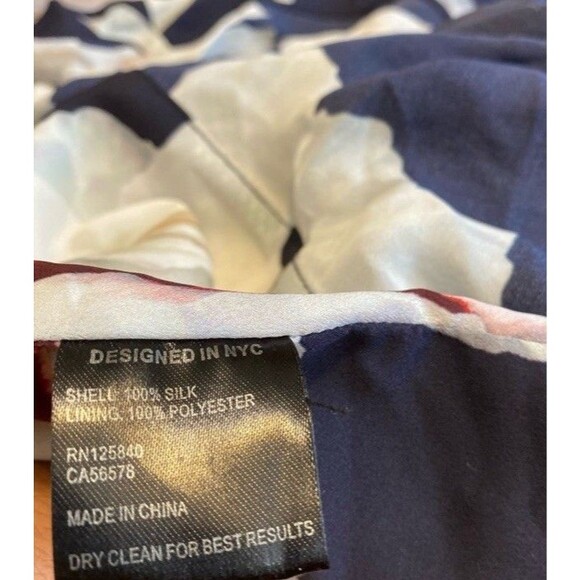 DESIGNED IN NYC
SHELL: 100% SILK
LINING: 100% POLYESTER
RN125840
CA56578
MADE IN CHINA
DRY CLEAN FOR BEST RESULTS